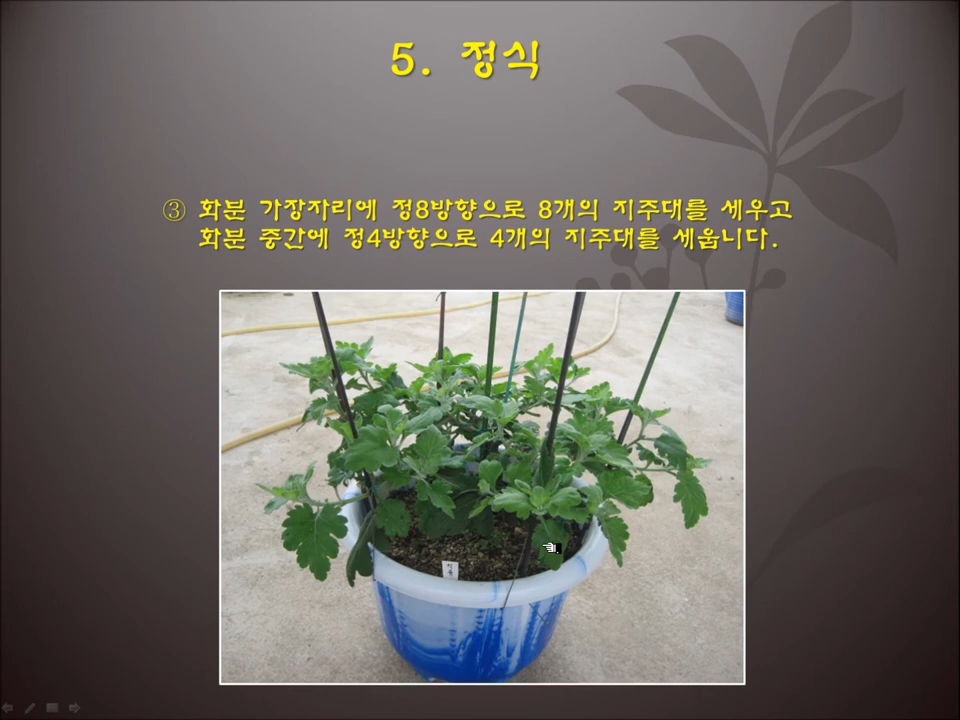 5. 정식
③ 화분 가장자리에 정8방향으로 8개의 지주대를 세우고
화분 중간에 정4방향으로 4개의 지주대를 세웁니다.